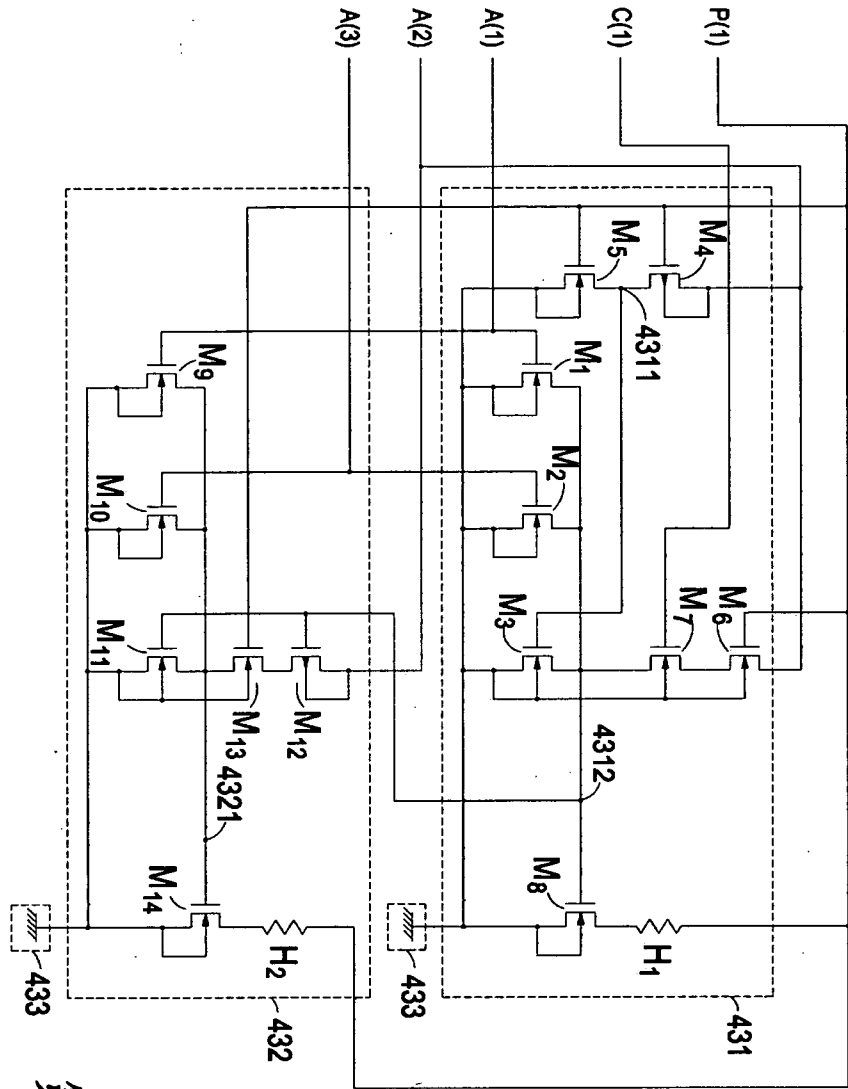 P(1)
C(1)
A(1)
A(2)
A(3)
M₄
M₅
4311
M₆
M₇
M₁
M₂
M₃
4312
M₈
H₁
431
433
M₉
M₁₀
M₁₁
M₁₂
M₁₃
4321
M₁₄
H₂
432
433